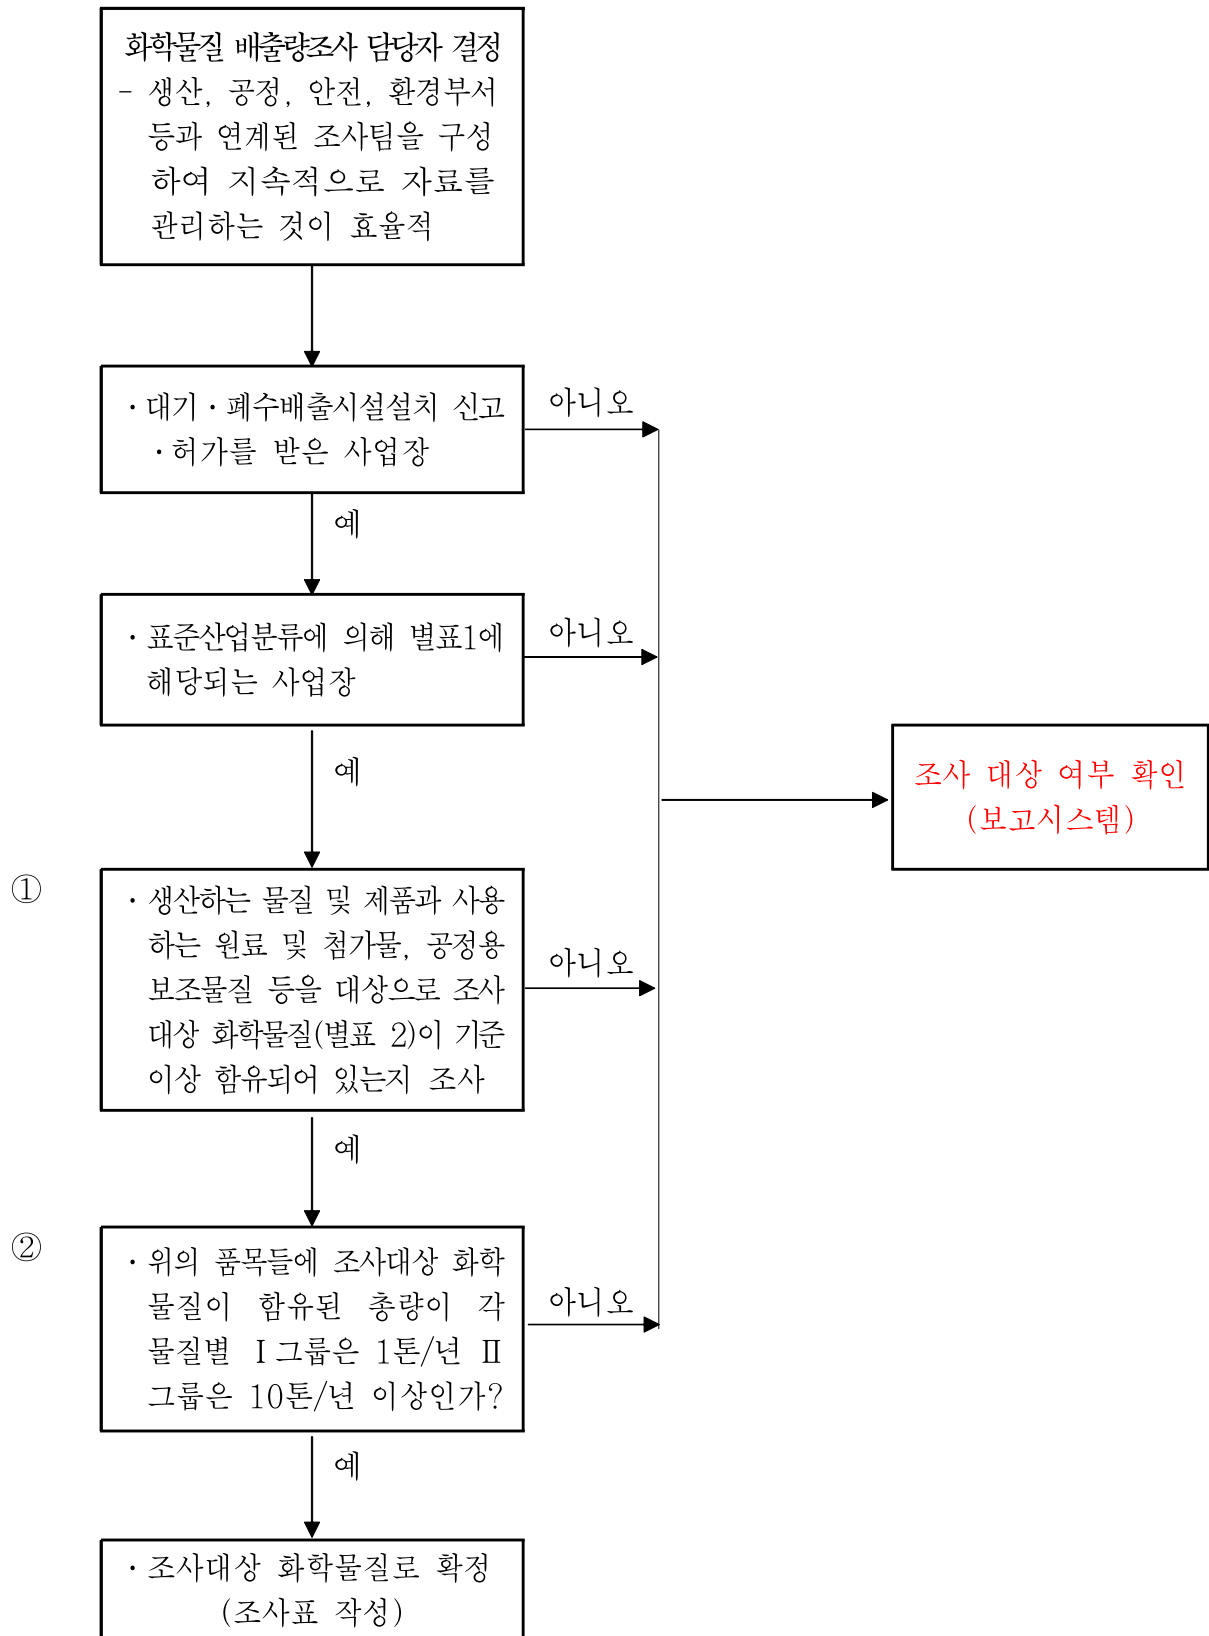 화학물질 배출량조사 담당자 결정
- 생산, 공정, 안전, 환경부서
등과 연계된 조사팀을 구성
하여 지속적으로 자료를
관리하는 것이 효율적
·대기·폐수배출시설설치 신고
·허가를 받은 사업장
아니오
예
·표준산업분류에 의해 별표1에
해당되는 사업장
아니오
예
조사 대상 여부 확인
(보고시스템)
①
·생산하는 물질 및 제품과 사용
하는 원료 및 첨가물, 공정용
보조물질 등을 대상으로 조사
대상 화학물질(별표 2)이 기준
이상 함유되어 있는지 조사
아니오
예
②
·위의 품목들에 조사대상 화학
물질이 함유된 총량이 각
물질별 Ⅰ그룹은 1톤/년 Ⅱ
그룹은 10톤/년 이상인가?
아니오
예
·조사대상 화학물질로 확정
(조사표 작성)